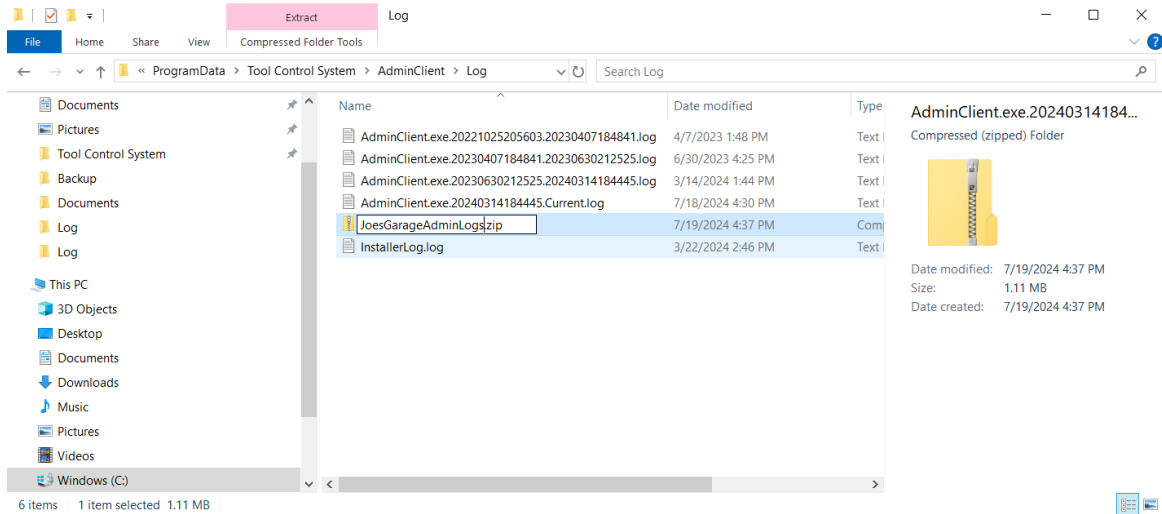 Extract Log
File Home Share View Compressed Folder Tools
« ProgramData > Tool Control System > AdminClient > Log Search Log
Documents
Pictures
Tool Control System
Backup
Documents
Log
Log
This PC
3D Objects
Desktop
Documents
Downloads
Music
Pictures
Videos
Windows (C:)
Name Date modified Type
AdminClient.exe.20221025205603.20230407184841.log 4/7/2023 1:48 PM Text
AdminClient.exe.20230407184841.20230630212525.log 6/30/2023 4:25 PM Text
AdminClient.exe.20230630212525.20240314184445.log 3/14/2024 1:44 PM Text
AdminClient.exe.20240314184445.Current.log 7/18/2024 4:30 PM Text
JoesGarageAdminLogs.zip 7/19/2024 4:37 PM Com
InstallerLog.log 3/22/2024 2:46 PM Text
AdminClient.exe.20240314184...
Compressed (zipped) Folder
Date modified: 7/19/2024 4:37 PM
Size: 1.11 MB
Date created: 7/19/2024 4:37 PM
6 items 1 item selected 1.11 MB